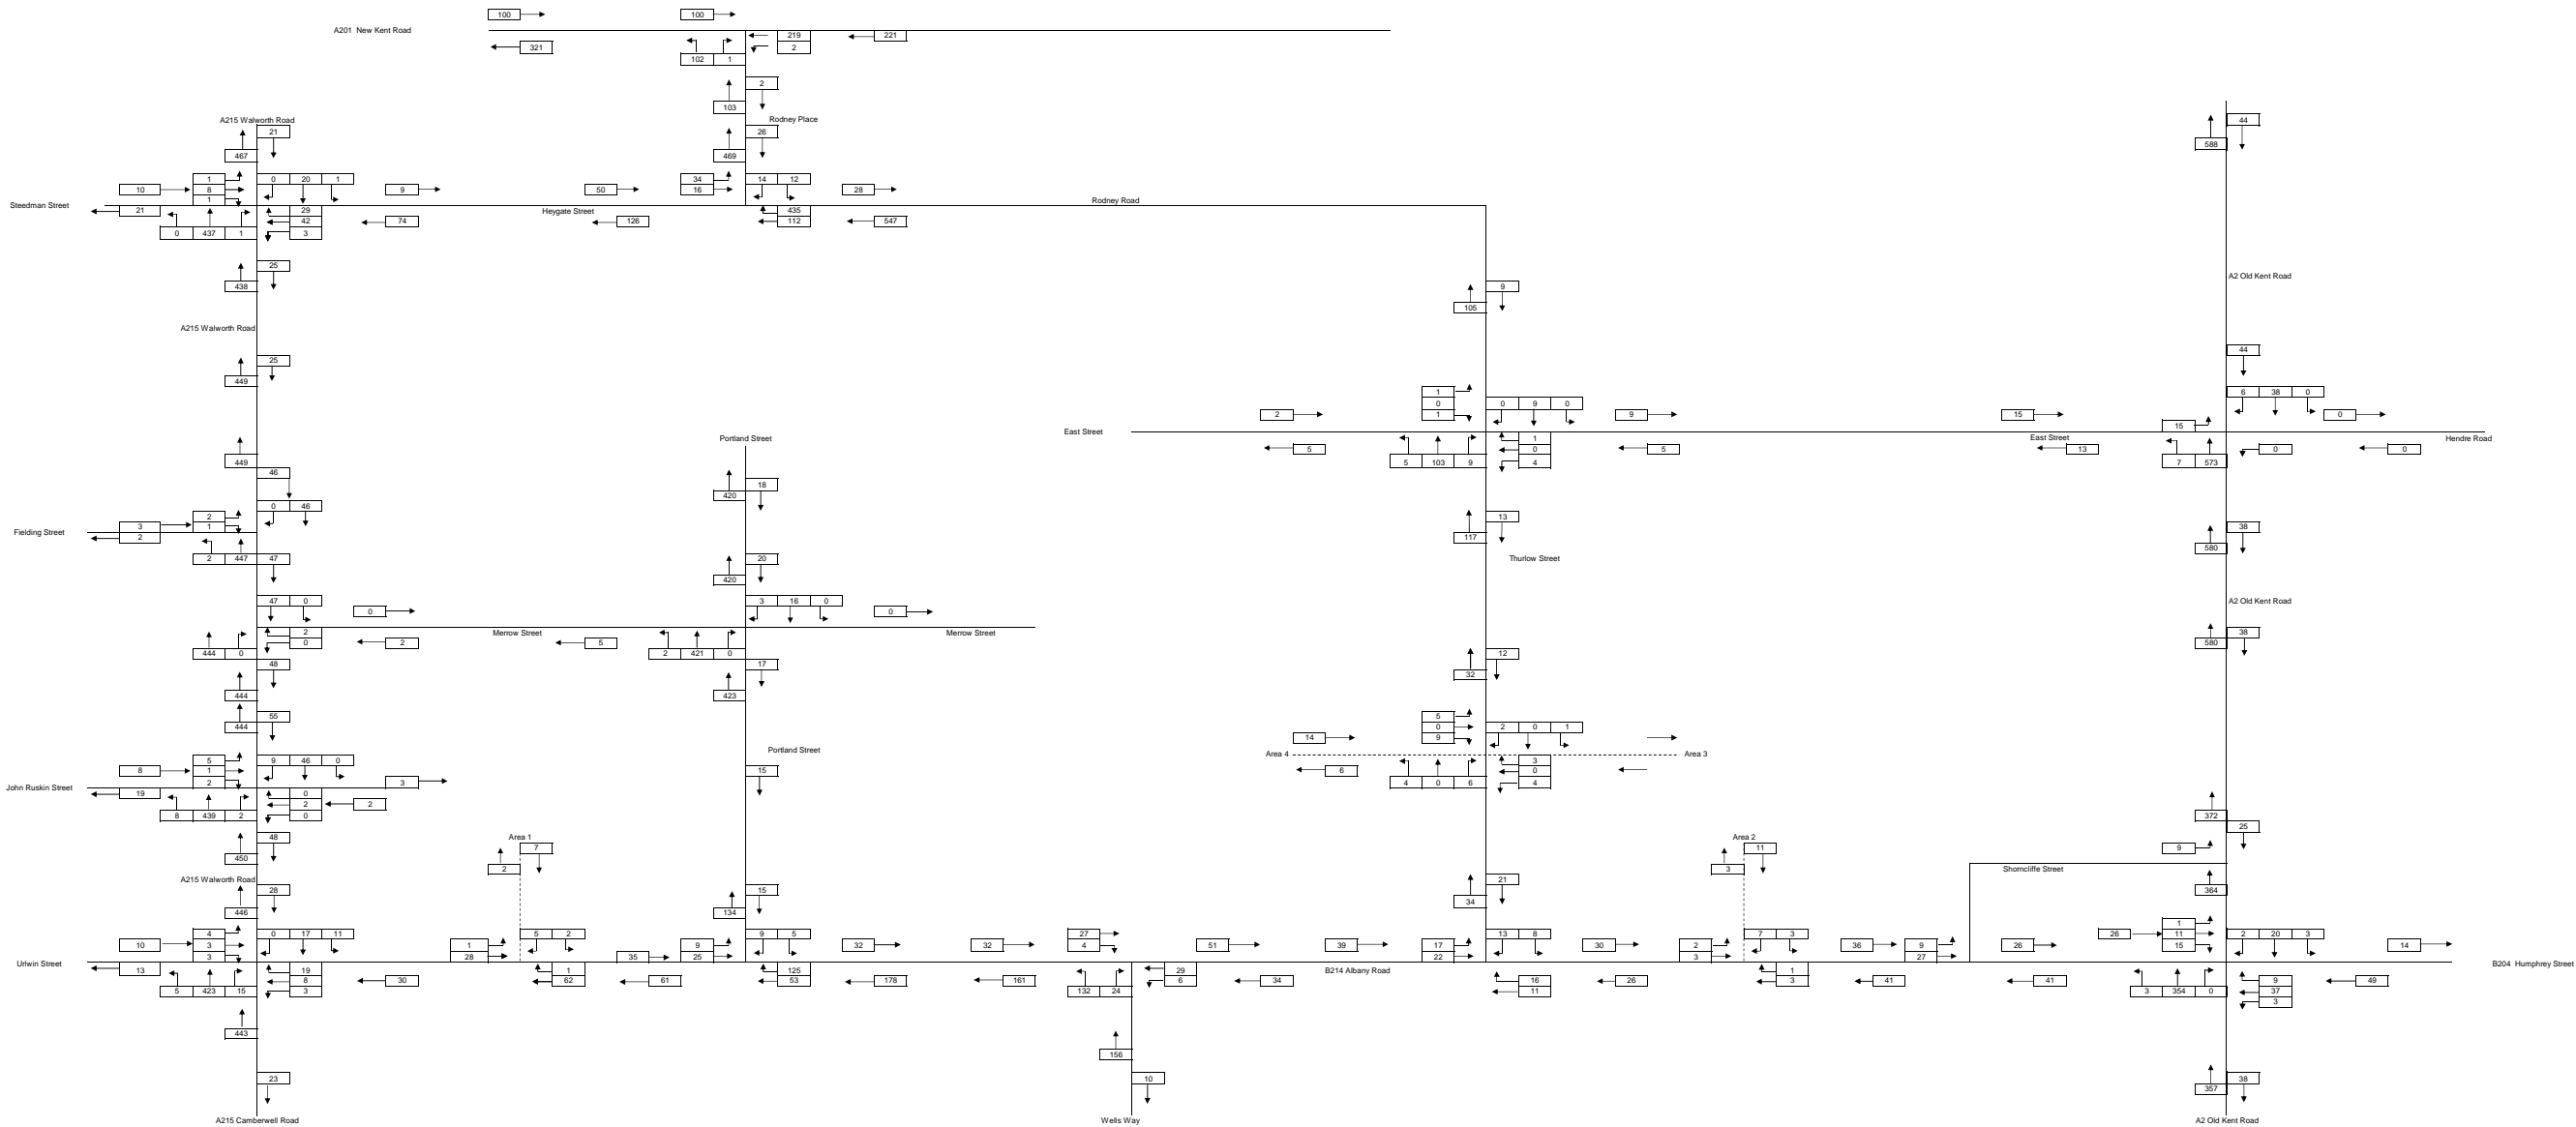 100 100
A201 New Kent Road
219 221
321 2
102 1
2
103
Rodney Place
A215 Walworth Road
44
21 26
588
467 469
1 0 20 1 34 14 12
10 8 9 50 16 28
1
Steedman Street Rodney Road
21 29 Heygate Street 435
42 74 126 112 547
0 437 1 3
25
438
A2 Old Kent Road
9
105
A215 Walworth Road
44
25
449
1 6 38 0
0 0 9 0
2 1 9 15 0
15
East Street
Portland Street 1 East Street Hendre Road
5 0 5 13 0 0
449 5 103 9 4 7 573
46
18
420
0 46
2 13
3 1 38
Fielding Street
2 117 580
2 447 47 20 Thurlow Street
420
47 0 3 16 0 A2 Old Kent Road
0 0
2 Merrow Street Merrow Street 38
0 2 5 580
444 0 2 421 0 12
48 17
32
444 423
55 5
444 0 2 0 1
14 9
Portland Street
Area 4 Area 3
5 9 46 0 3
8 1 15 6 0
2 3 4 0 6 4
John Ruskin Street
19 0
2 2
8 439 2 0 372
25
48 Area 1 Area 2
7 11 9
450
2 3 Shorncliffe Street
A215 Walworth Road 21
28 15 364
446 134 34
4 0 17 11 5 2 9 5 27 13 8 7 3 1 2 20 3
10 3 1 9 32 32 4 51 39 17 30 2 36 9 26 26 11 14
3 28 35 25 22 3 27 15
Urlwin Street B204 Humphrey Street
13 19 1 125 29 B214 Albany Road 16 1 9
8 30 62 61 53 178 161 6 34 11 26 3 41 41 37 49
5 423 15 3 132 24 3 354 0 3
443
156
23 10 38
357
A215 Camberwell Road Wells Way A2 Old Kent Road